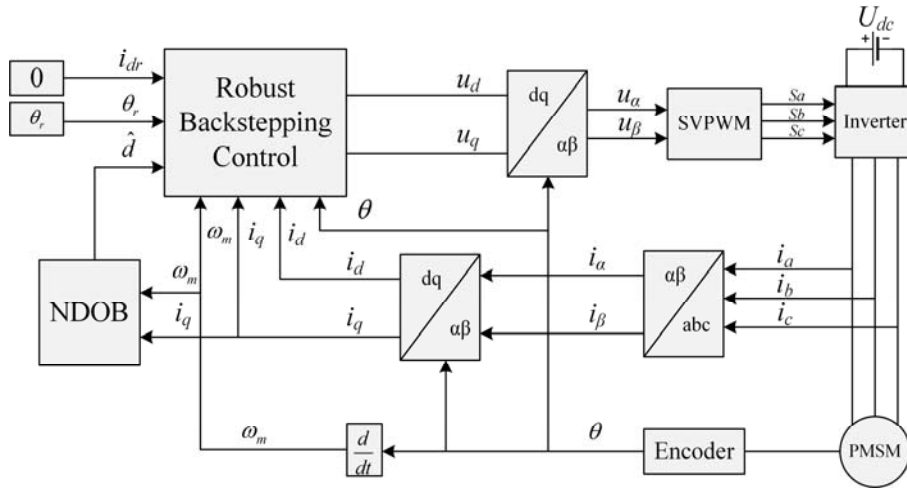 U_dc
+ −
0
i_dr
θ_r
θ_r
d̂
Robust
Backstepping
Control
u_d
u_q
dq
αβ
u_α
u_β
SVPWM
Sa
Sb
Sc
Inverter
ω_m
i_q
i_d
θ
NDOB
ω_m
i_q
i_d
i_q
dq
αβ
i_α
i_β
αβ
abc
i_a
i_b
i_c
ω_m
d
dt
θ
Encoder
PMSM